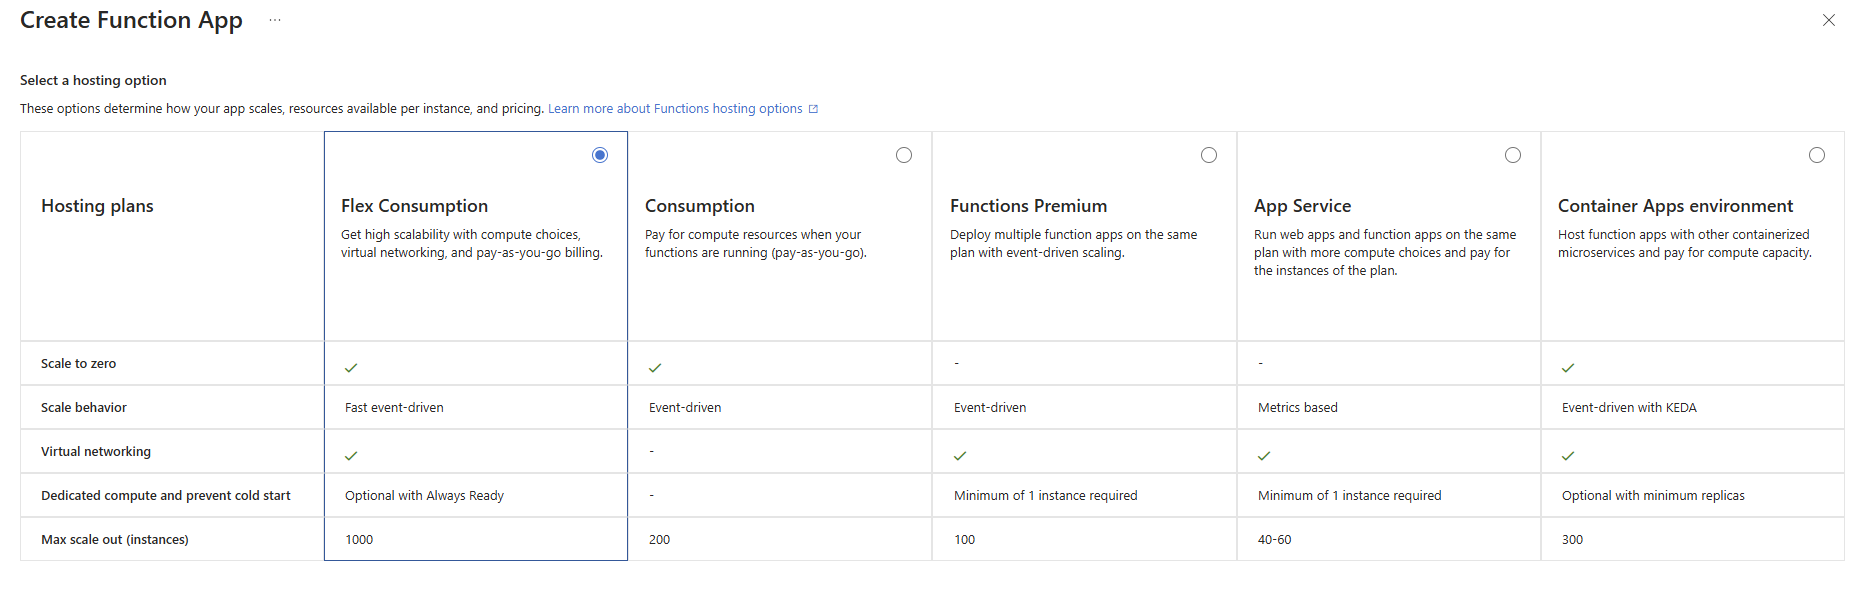 Create Function App ...
Select a hosting option
These options determine how your app scales, resources available per instance, and pricing. Learn more about Functions hosting options
Hosting plans
Flex Consumption
Get high scalability with compute choices,
virtual networking, and pay-as-you-go billing.
Consumption
Pay for compute resources when your
functions are running (pay-as-you-go).
Functions Premium
Deploy multiple function apps on the same
plan with event-driven scaling.
App Service
Run web apps and function apps on the same
plan with more compute choices and pay for
the instances of the plan.
Container Apps environment
Host function apps with other containerized
microservices and pay for compute capacity.
Scale to zero ✓ ✓ - - ✓
Scale behavior Fast event-driven Event-driven Event-driven Metrics based Event-driven with KEDA
Virtual networking ✓ - ✓ ✓ ✓
Dedicated compute and prevent cold start Optional with Always Ready - Minimum of 1 instance required Minimum of 1 instance required Optional with minimum replicas
Max scale out (instances) 1000 200 100 40-60 300